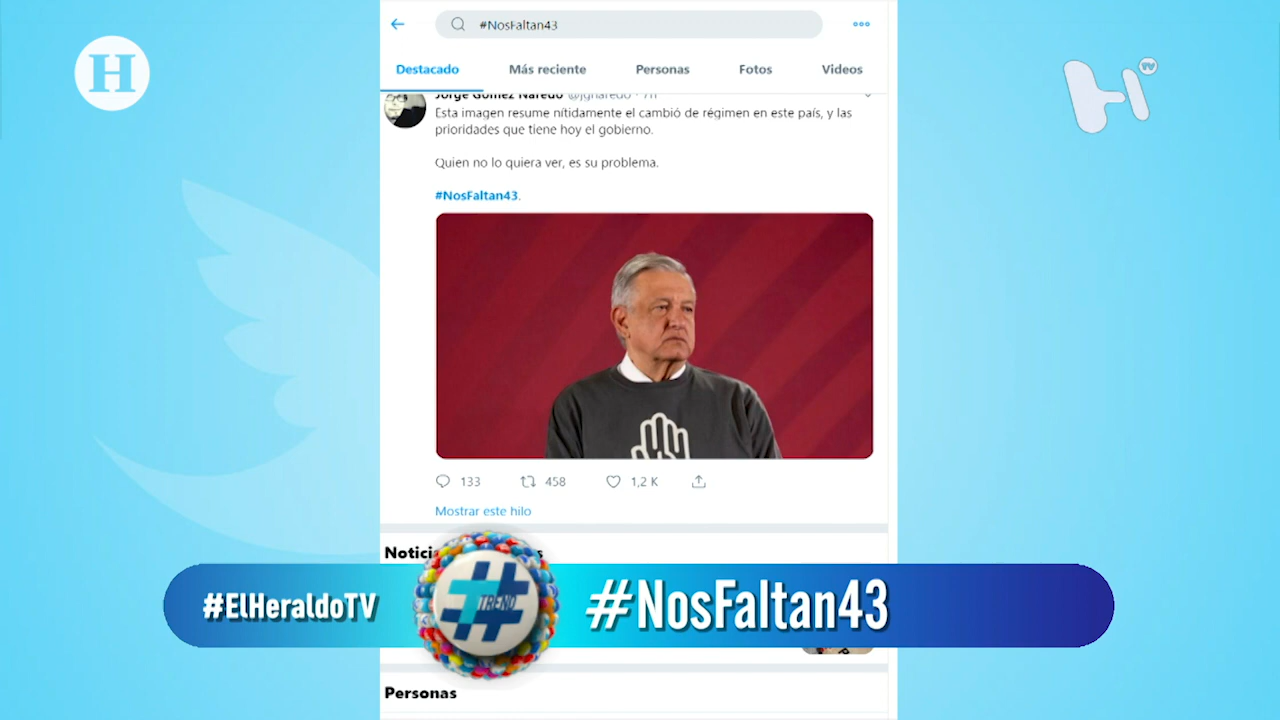 #NosFaltan43
Destacado Más reciente Personas Fotos Videos
H
TV
Jorge Gómez Naredo @jgnaredo · 7h
Esta imagen resume nítidamente el cambió de régimen en este país, y las
prioridades que tiene hoy el gobierno.
Quien no lo quiera ver, es su problema.
#NosFaltan43.
133 458 1,2 K
Mostrar este hilo
#ElHeraldoTV
TREND
#NosFaltan43
Personas